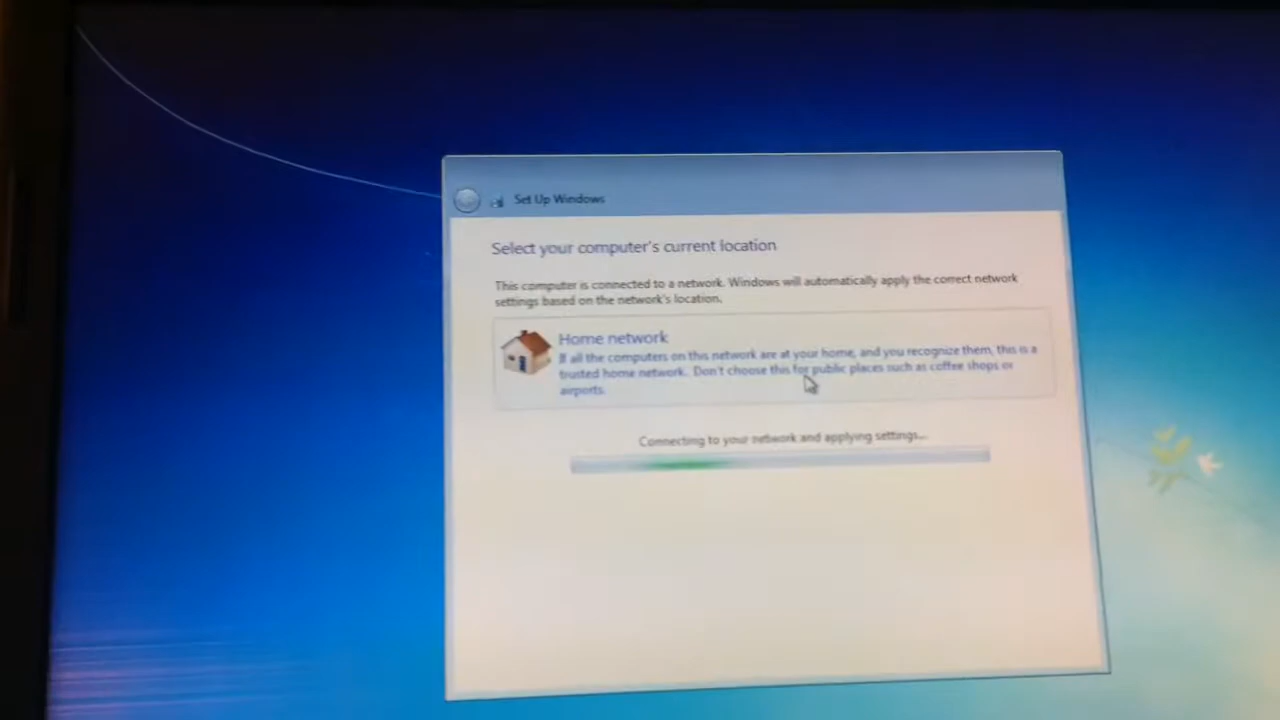 Set Up Windows
Select your computer's current location
This computer is connected to a network. Windows will automatically apply the correct network
settings based on the network's location.
Home network
If all the computers on this network are at your home, and you recognize them, this is a
trusted home network. Don't choose this for public places such as coffee shops or
airports.
Connecting to your network and applying settings...